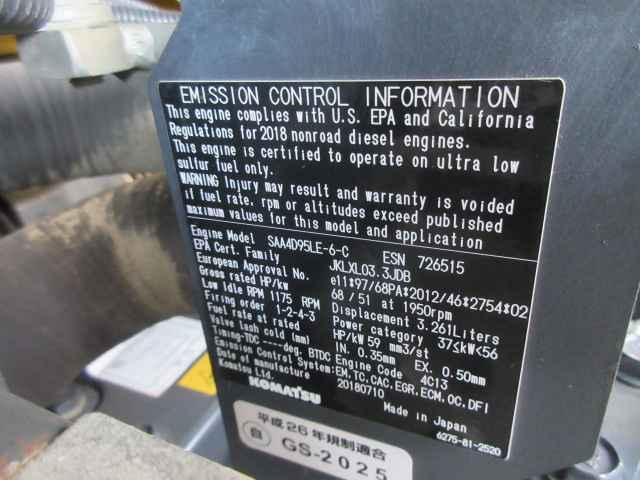 EMISSION CONTROL INFORMATION
This engine complies with U.S. EPA and California
Regulations for 2018 nonroad diesel engines.
This engine is certified to operate on ultra low
sulfur fuel only.
WARNING Injury may result and warranty is voided
if fuel rate. rpm or altitudes exceed published
maximum values for this model and application
Engine Model SAA4D95LE-6-C ESN 726515
EPA Cert. Family JKLXL03.3JDB
European Approval No. e11*97/68PA*2012/46*2754*02
Gross rated HP/kW 68/51 at 1950rpm
Low Idle RPM 1175 RPM Displacement 3.261Liters
Firing order 1-2-4-3 Power category 37≤kW<56
Fuel rate at rated HP/kW 59 mm3/st
Valve lash cold (mm) IN. 0.35mm EX. 0.50mm
Timing-TDC ----deg. BTDC Engine Code 4C13
Emission Control System:EM,TC,CAC,EGR,ECM,OC,DFI
Date of manufacture 20180710
Komatsu Ltd. Made in Japan
KOMATSU 6275-81-2520
平成26年規制適合
自 GS-2025